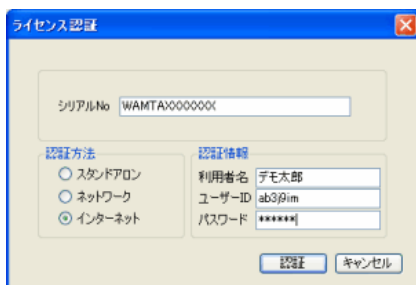 ライセンス認証
シリアルNo WAMTAXXXXXXX
認証方法
スタンドアロン
ネットワーク
インターネット
認証情報
利用者名 デモ太郎
ユーザーID ab3j9im
パスワード ******
認証 キャンセル